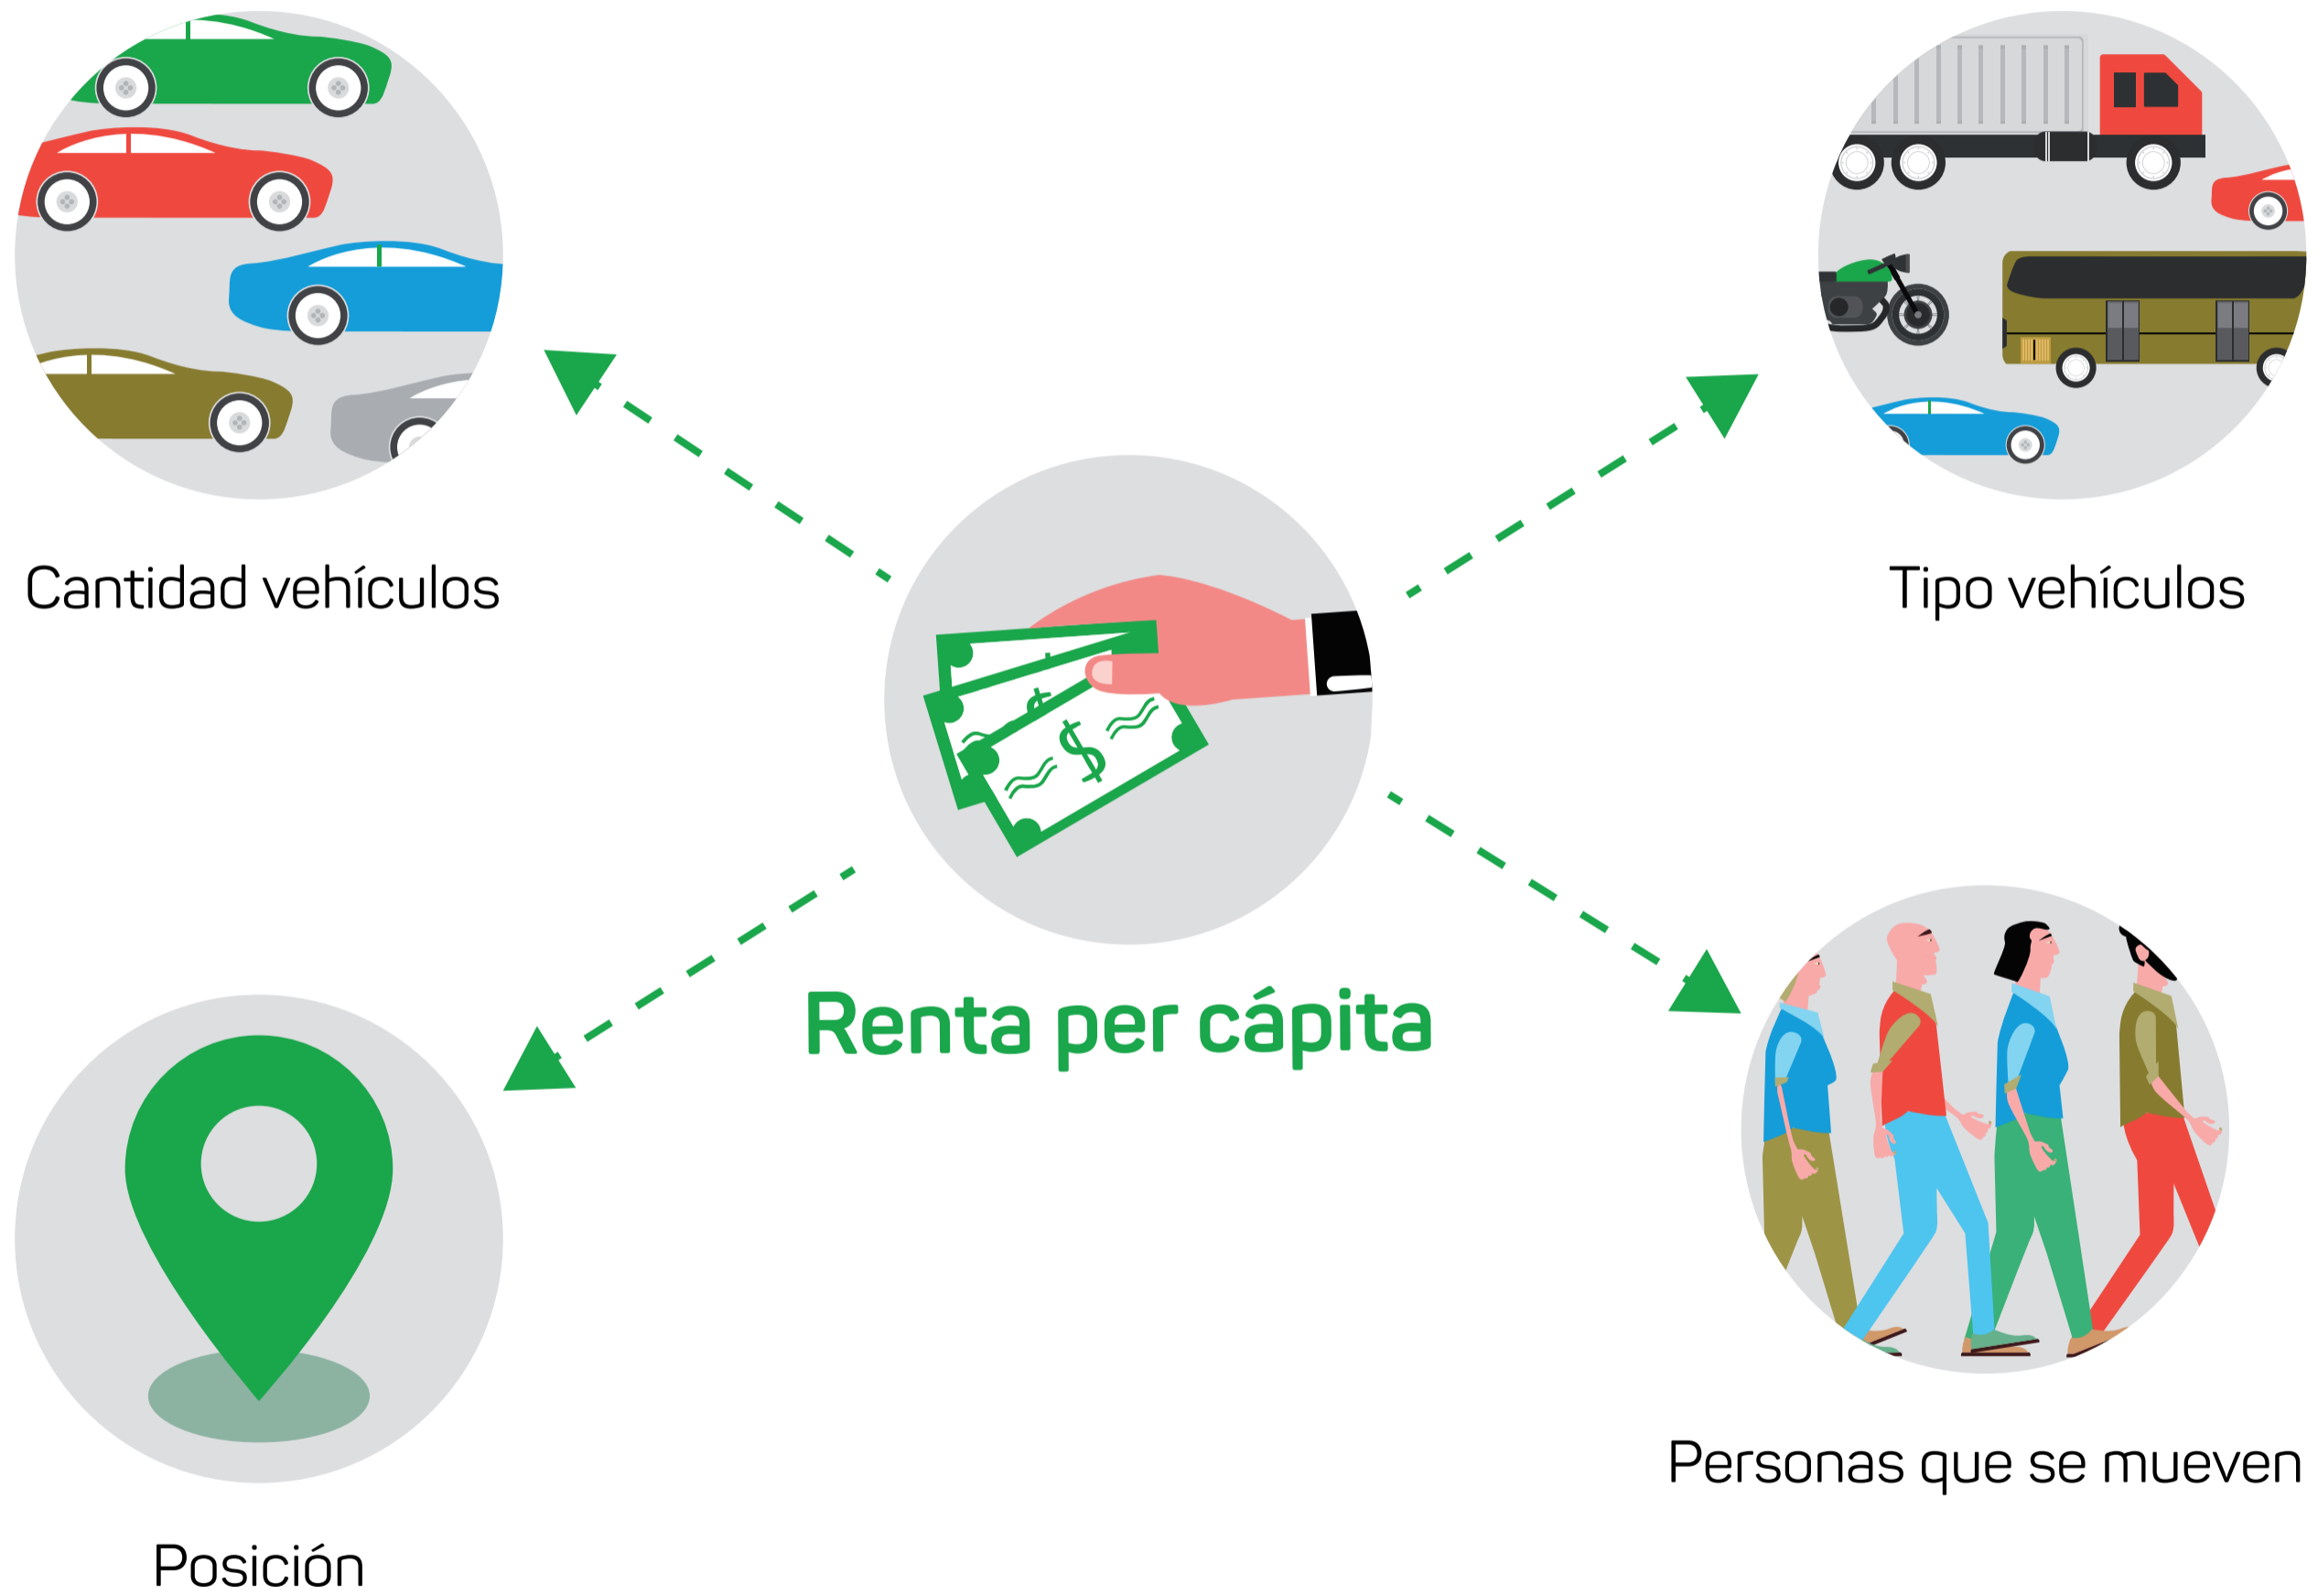 Cantidad vehículos
Tipo vehículos
$
$
Renta per cápita
Personas que se mueven
Posición